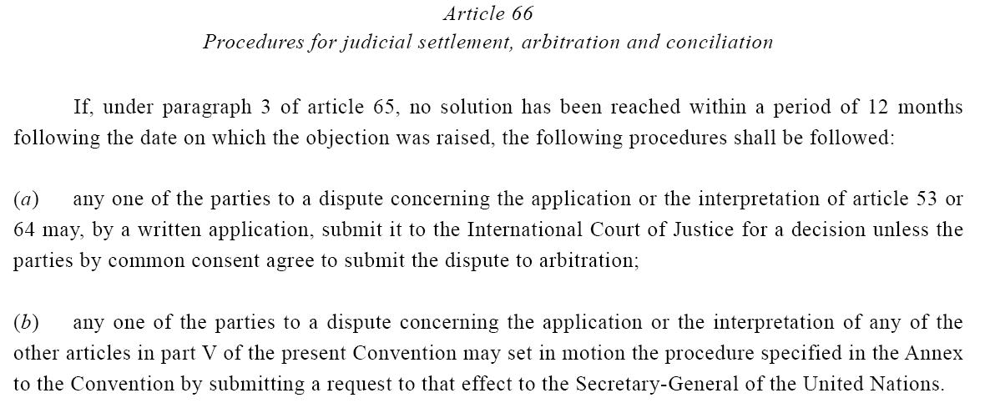 Article 66
Procedures for judicial settlement, arbitration and conciliation
If, under paragraph 3 of article 65, no solution has been reached within a period of 12 months
following the date on which the objection was raised, the following procedures shall be followed:
(a) any one of the parties to a dispute concerning the application or the interpretation of article 53 or
64 may, by a written application, submit it to the International Court of Justice for a decision unless the
parties by common consent agree to submit the dispute to arbitration;
(b) any one of the parties to a dispute concerning the application or the interpretation of any of the
other articles in part V of the present Convention may set in motion the procedure specified in the Annex
to the Convention by submitting a request to that effect to the Secretary-General of the United Nations.